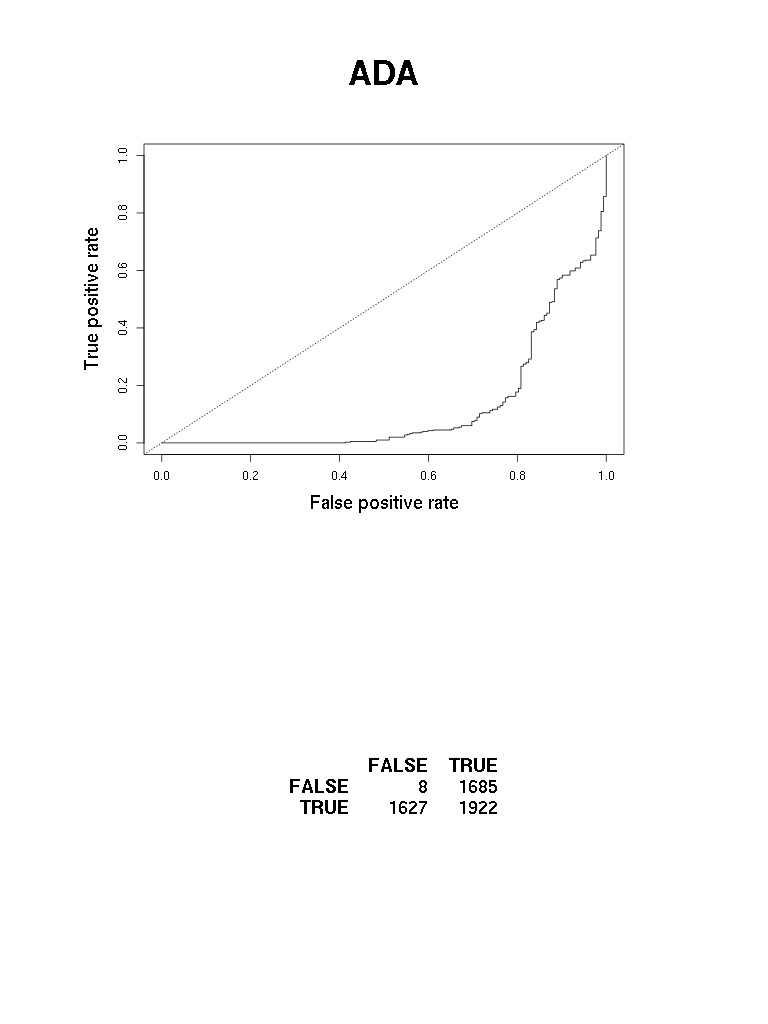 ADA
True positive rate
1.0
0.8
0.6
0.4
0.2
0.0
0.0 0.2 0.4 0.6 0.8 1.0
False positive rate
FALSE TRUE
FALSE 8 1685
TRUE 1627 1922